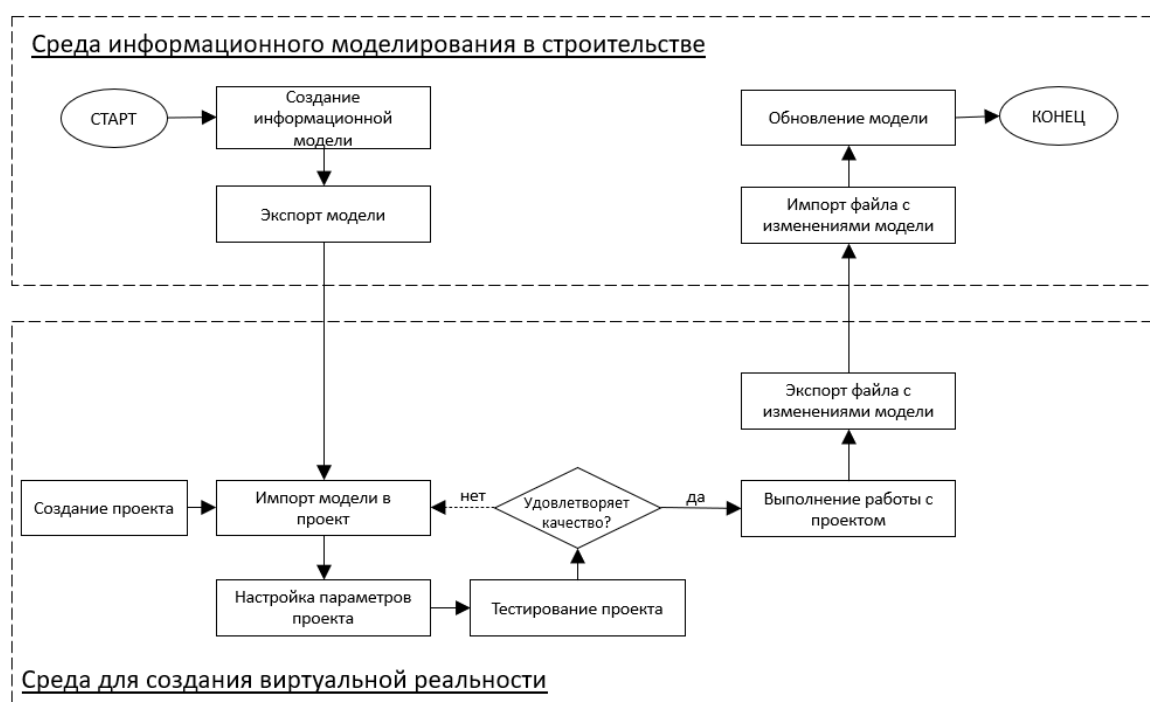 Среда информационного моделирования в строительстве
СТАРТ
Создание
информационной
модели
Экспорт модели
Обновление модели
КОНЕЦ
Импорт файла с
изменениями модели
Экспорт файла с
изменениями модели
Создание проекта
Импорт модели в
проект
нет
Удовлетворяет
качество?
да
Выполнение работы с
проектом
Настройка параметров
проекта
Тестирование проекта
Среда для создания виртуальной реальности